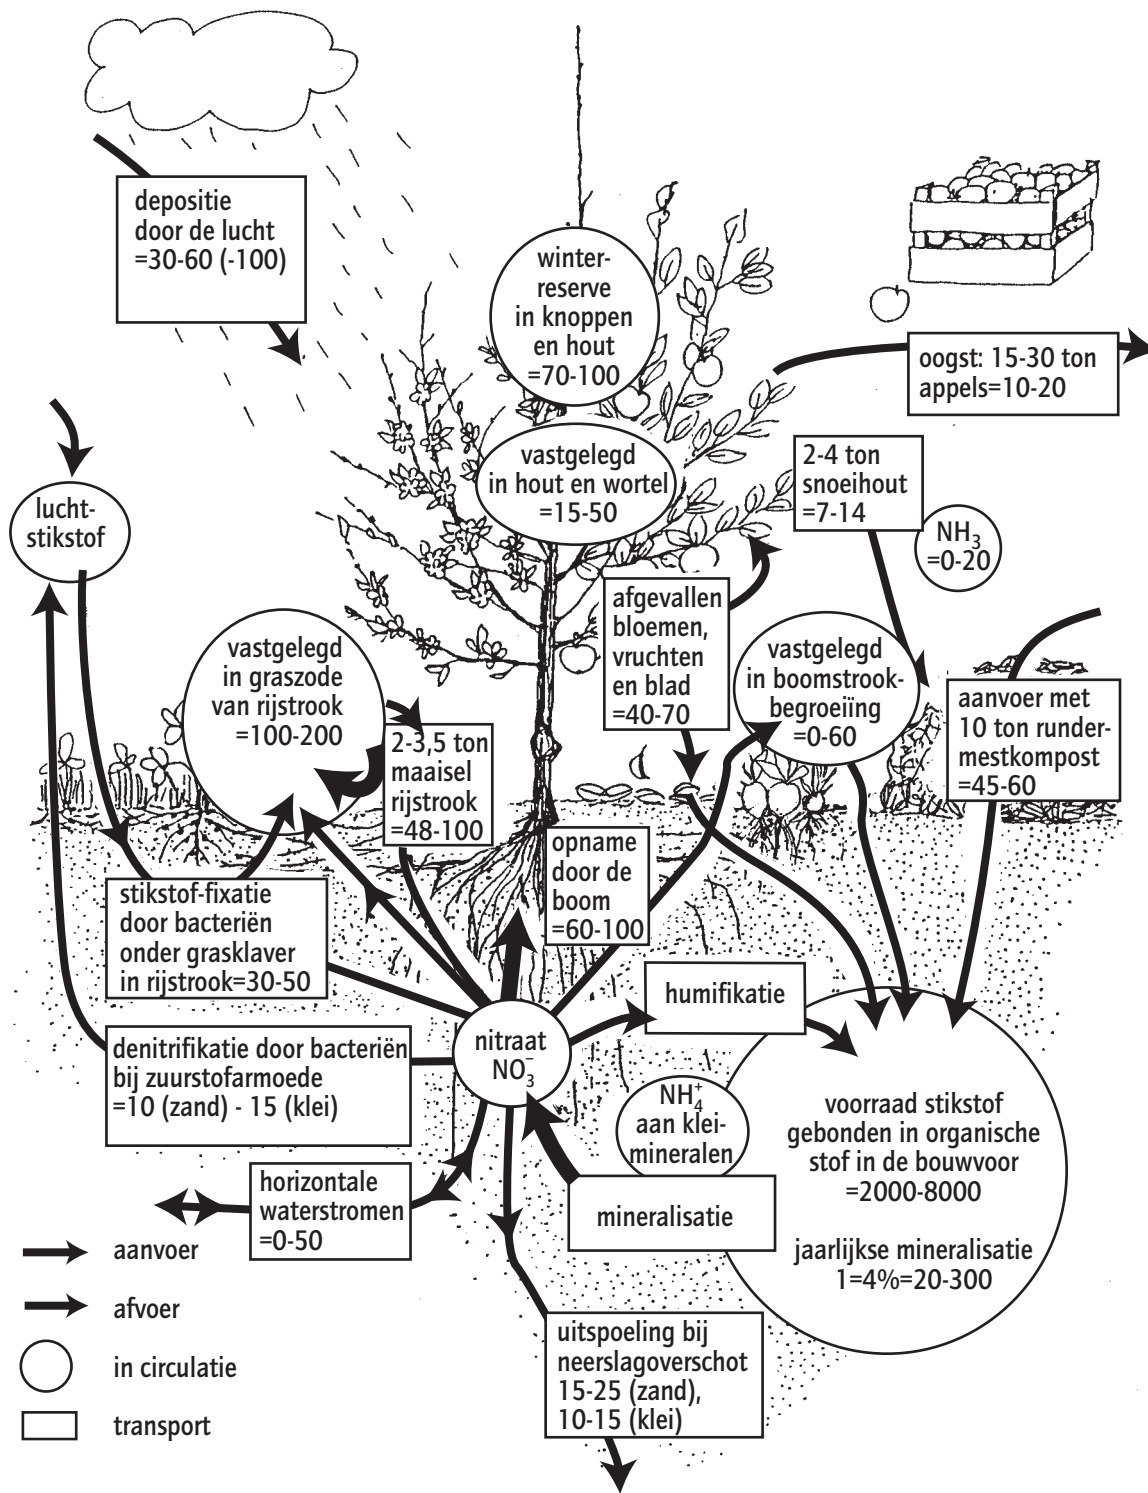 depositie
door de lucht
=30-60 (-100)
winter-
reserve
in knoppen
en hout
=70-100
oogst: 15-30 ton
appels=10-20
vastgelegd
in hout en wortel
=15-50
2-4 ton
snoeihout
=7-14
lucht-
stikstof
NH₃
=0-20
afgevallen
bloemen,
vruchten
en blad
=40-70
vastgelegd
in graszode
van rijstrook
=100-200
vastgelegd
in boomstrook-
begroeiïng
=0-60
aanvoer met
10 ton runder-
mestkompost
=45-60
2-3,5 ton
maaisel
rijstrook
=48-100
opname
door de
boom
=60-100
stikstof-fixatie
door bacteriën
onder grasklaver
in rijstrook=30-50
humifikatie
nitraat
NO₃⁻
denitrifikatie door bacteriën
bij zuurstofarmoede
=10 (zand) - 15 (klei)
NH₄⁺
aan klei-
mineralen
voorraad stikstof
gebonden in organische
stof in de bouwvoor
=2000-8000
jaarlijkse mineralisatie
1=4%=20-300
horizontale
waterstromen
=0-50
mineralisatie
uitspoeling bij
neerslagoverschot
15-25 (zand),
10-15 (klei)
aanvoer
afvoer
in circulatie
transport